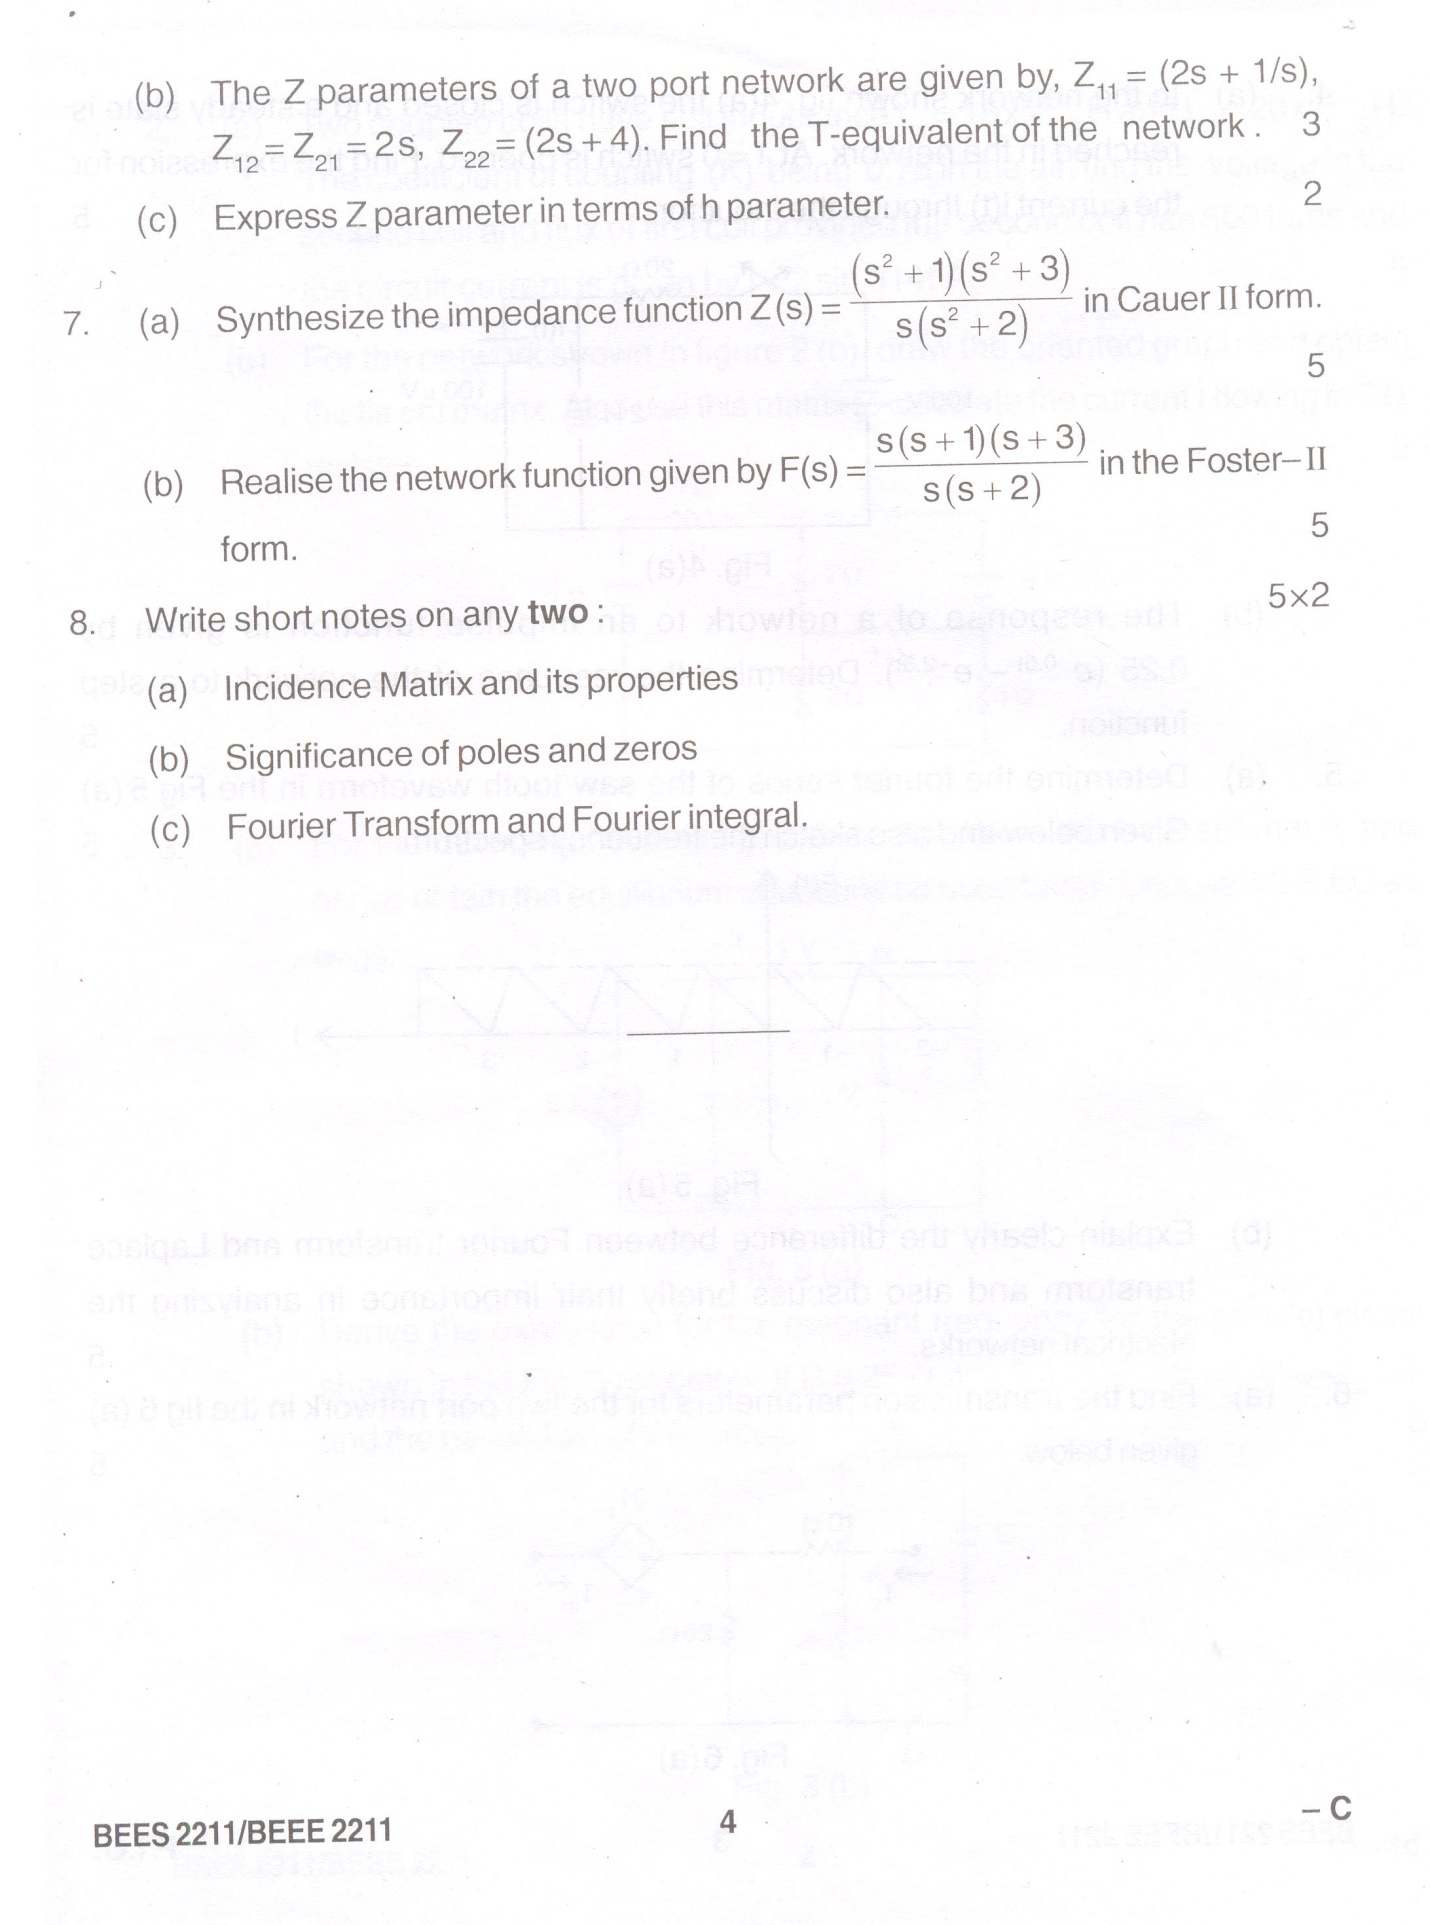 (b) The Z parameters of a two port network are given by, Z₁₁ = (2s + 1/s),
Z₁₂ = Z₂₁ = 2s, Z₂₂ = (2s + 4), Find the T-equivalent of the network. 3
(c) Express Z parameter in terms of h parameter. 2
7. (a) Synthesize the impedance function Z(s) = (s² + 1)(s² + 3) / s(s² + 2) in Cauer II form.
5
(b) Realise the network function given by F(s) = s(s + 1)(s + 3) / s(s + 2) in the Foster–II
form. 5
8. Write short notes on any two : 5×2
(a) Incidence Matrix and its properties
(b) Significance of poles and zeros
(c) Fourier Transform and Fourier integral.
BEES 2211/BEEE 2211 4 – C